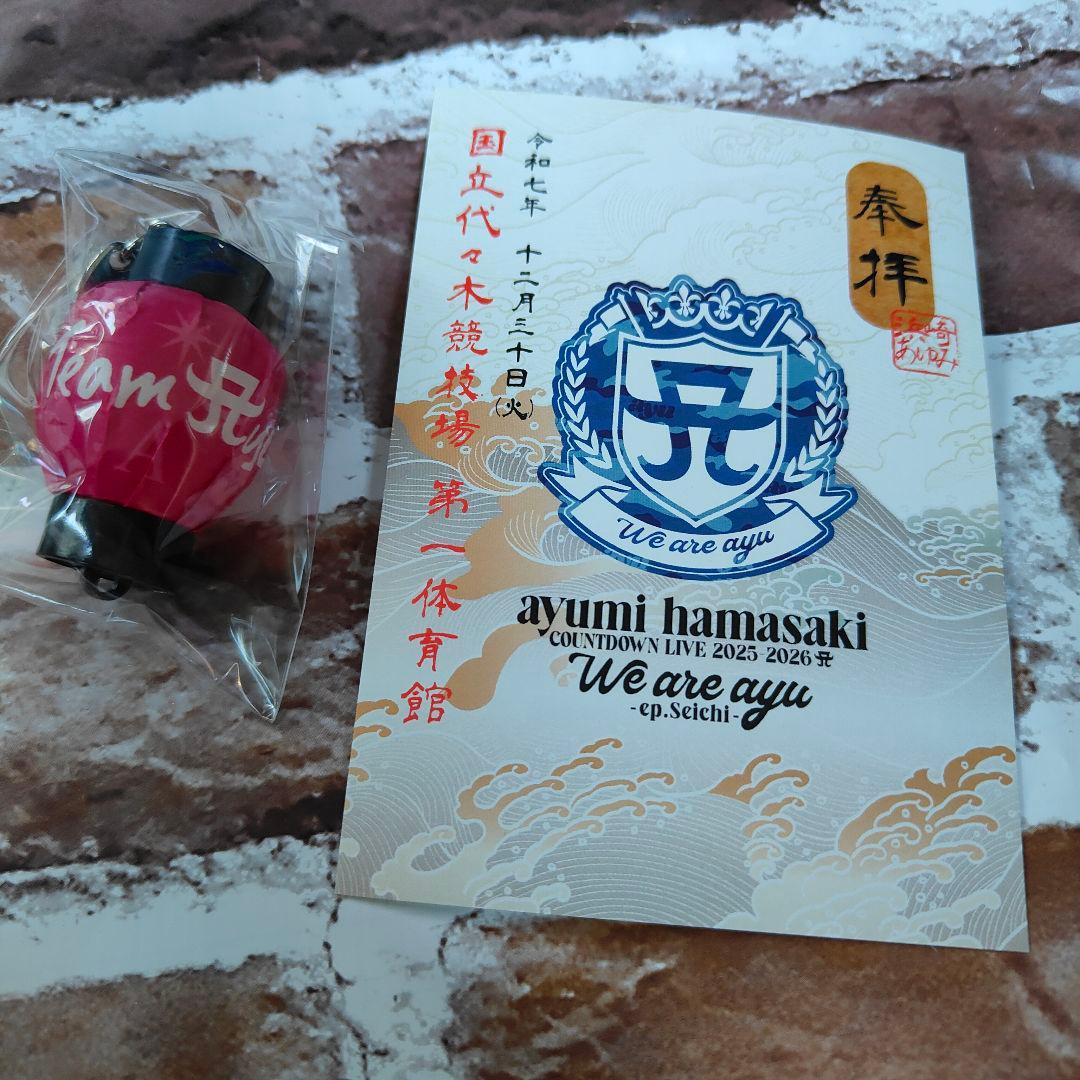 Team Ayu
奉拝
浜崎
あゆみ
令和七年 十二月三十日(火)
国立代々木競技場 第一体育館
ayu
We are ayu
ayumi hamasaki
COUNTDOWN LIVE 2025-2026 A
We are ayu
-ep.Seichi-